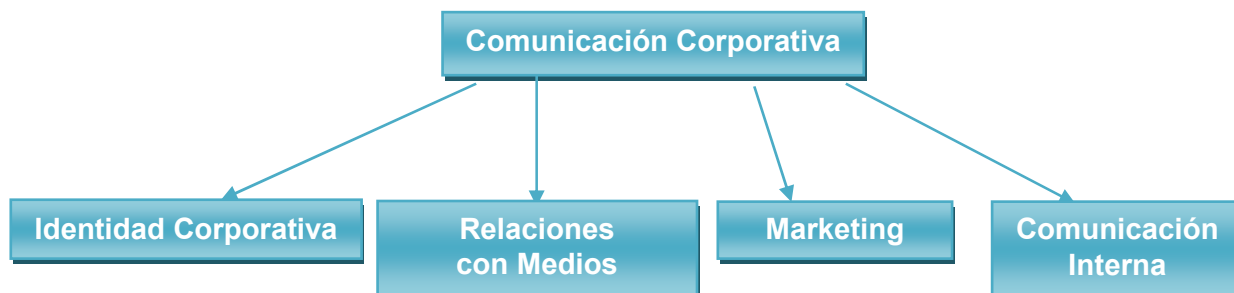 Comunicación Corporativa
Identidad Corporativa
Relaciones
con Medios
Marketing
Comunicación
Interna